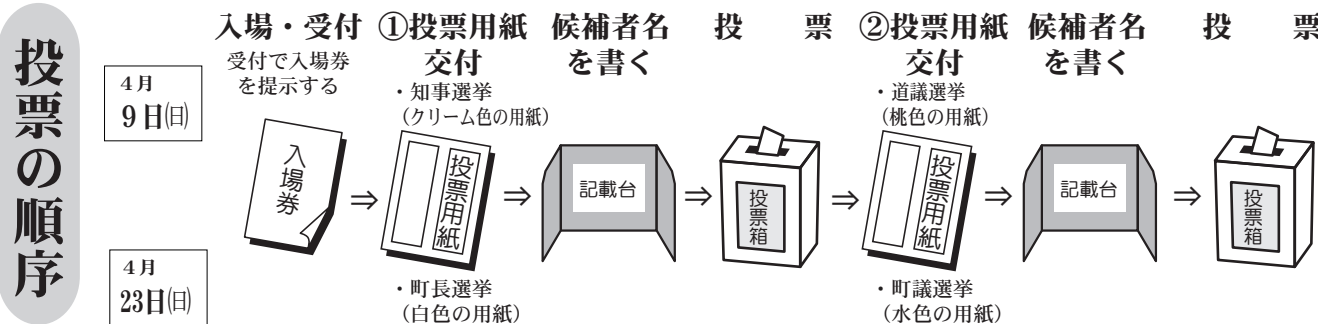 投票の順序
入場・受付
受付で入場券
を提示する
①投票用紙
交付
・知事選挙
（クリーム色の用紙）
候補者名
を書く
投票
②投票用紙
交付
・道議選挙
（桃色の用紙）
候補者名
を書く
投票
4月
9日㈰
入場券
⇒
投票用紙
⇒
記載台
⇒
投票箱
⇒
投票用紙
⇒
記載台
⇒
投票箱
4月
23日㈰
・町長選挙
（白色の用紙）
・町議選挙
（水色の用紙）